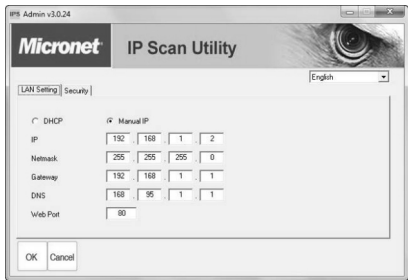 IPS Admin v3.0.24
Micronet IP Scan Utility
English
LAN Setting Security
DHCP Manual IP
IP 192 . 168 . 1 . 2
Netmask 255 . 255 . 255 . 0
Gateway 192 . 168 . 1 . 1
DNS 168 . 95 . 1 . 1
Web Port 80
OK Cancel